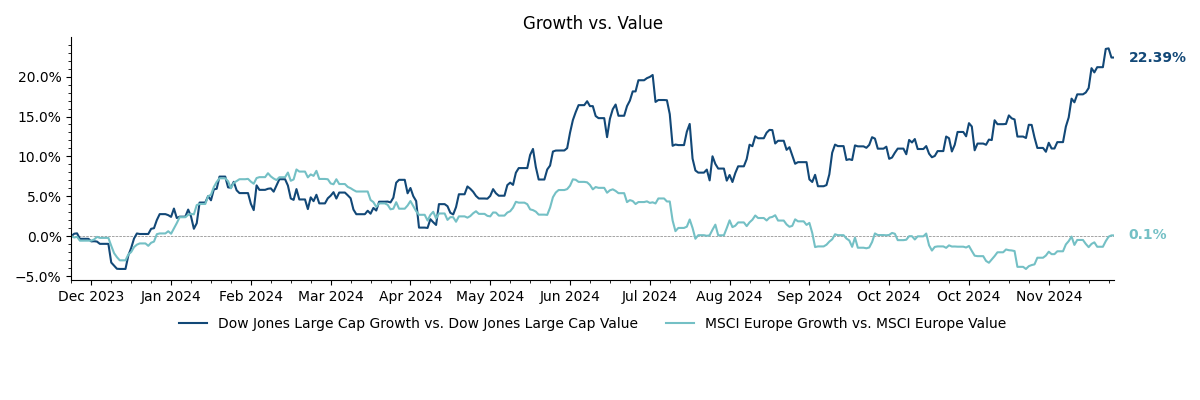 Growth vs. Value
20.0%
15.0%
10.0%
5.0%
0.0%
−5.0%
22.39%
0.1%
Dec 2023 Jan 2024 Feb 2024 Mar 2024 Apr 2024 May 2024 Jun 2024 Jul 2024 Aug 2024 Sep 2024 Oct 2024 Oct 2024 Nov 2024
Dow Jones Large Cap Growth vs. Dow Jones Large Cap Value MSCI Europe Growth vs. MSCI Europe Value